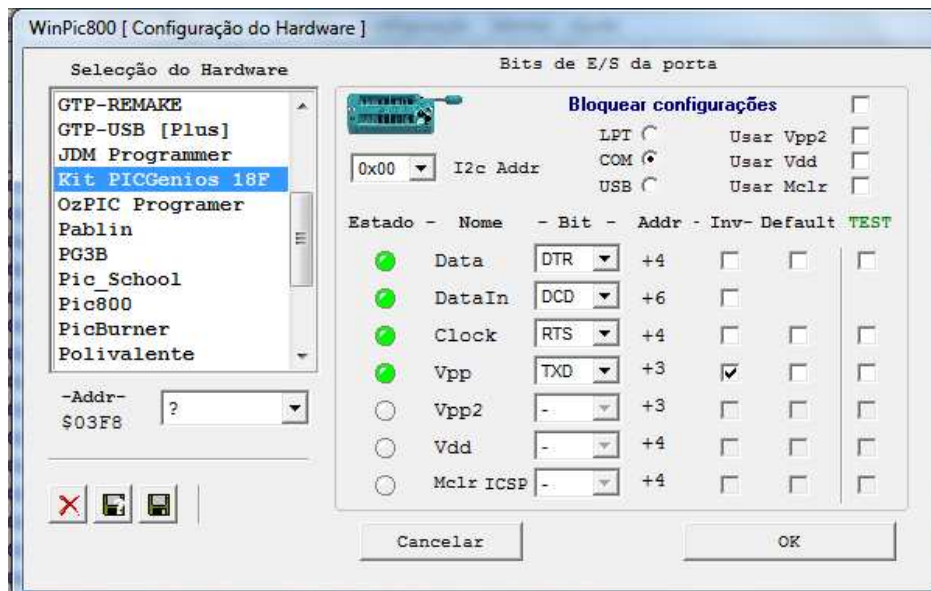 WinPic800 [ Configuração do Hardware ]
Selecção do Hardware
GTP-REMAKE
GTP-USB [Plus]
JDM Programmer
Kit PICGenios 18F
OzPIC Programer
Pablin
PG3B
Pic_School
Pic800
PicBurner
Polivalente
-Addr-
$03F8
?
Bits de E/S da porta
Bloquear configurações
LPT Usar Vpp2
0x00 I2c Addr COM Usar Vdd
USB Usar Mclr
Estado - Nome - Bit - Addr - Inv- Default TEST
Data DTR +4
DataIn DCD +6
Clock RTS +4
Vpp TXD +3
Vpp2 - +3
Vdd - +4
Mclr ICSP - +4
Cancelar OK